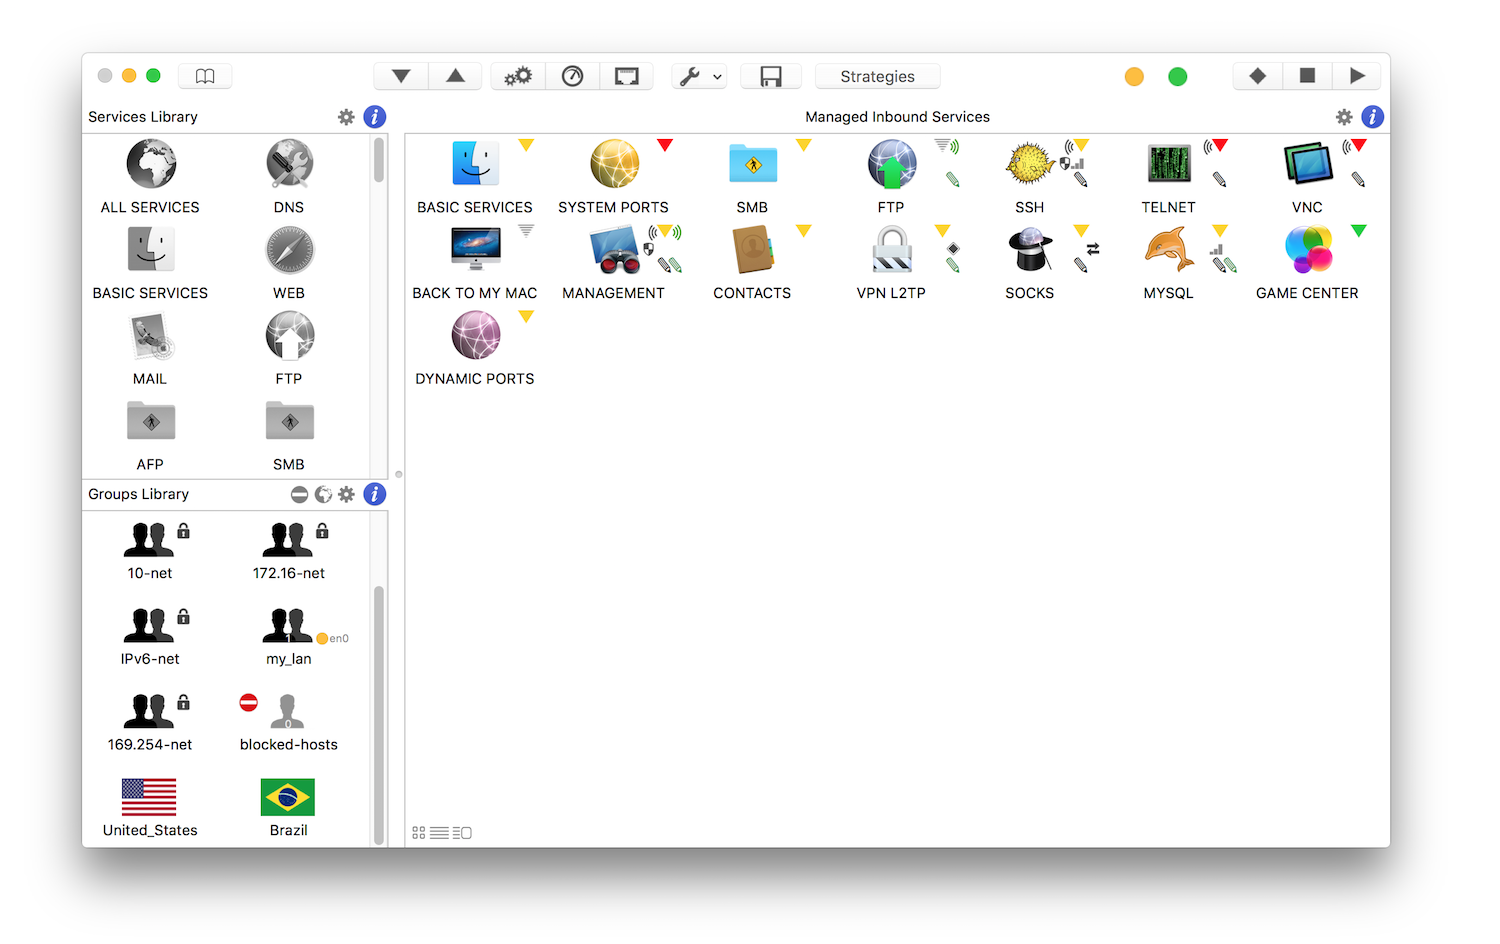 Strategies
Services Library
i
Managed Inbound Services
i
ALL SERVICES
DNS
BASIC SERVICES
WEB
MAIL
FTP
AFP
SMB
BASIC SERVICES
SYSTEM PORTS
SMB
FTP
SSH
TELNET
VNC
BACK TO MY MAC
MANAGEMENT
CONTACTS
VPN L2TP
SOCKS
MYSQL
GAME CENTER
DYNAMIC PORTS
Groups Library
i
10-net
172.16-net
IPv6-net
1
en0
my_lan
169.254-net
0
blocked-hosts
United_States
Brazil